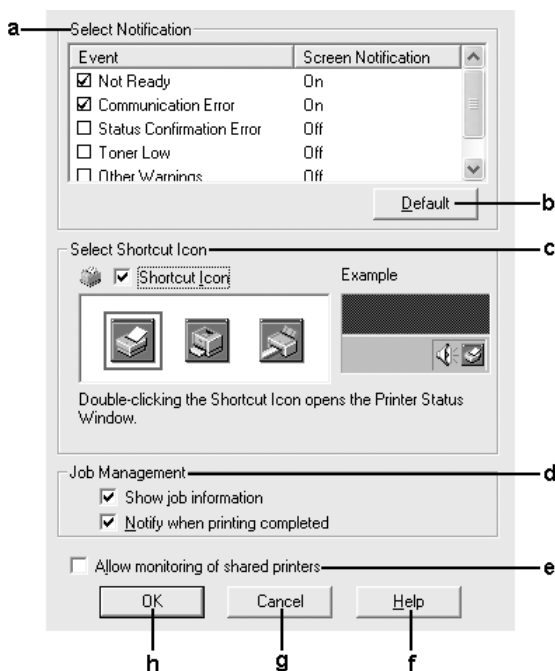 a
Select Notification
Event Screen Notification
Not Ready On
Communication Error On
Status Confirmation Error Off
Toner Low Off
Other Warnings Off
Default
b
Select Shortcut Icon
c
Shortcut Icon
Example
Double-clicking the Shortcut Icon opens the Printer Status
Window.
Job Management
d
Show job information
Notify when printing completed
Allow monitoring of shared printers
e
OK Cancel Help
h g f